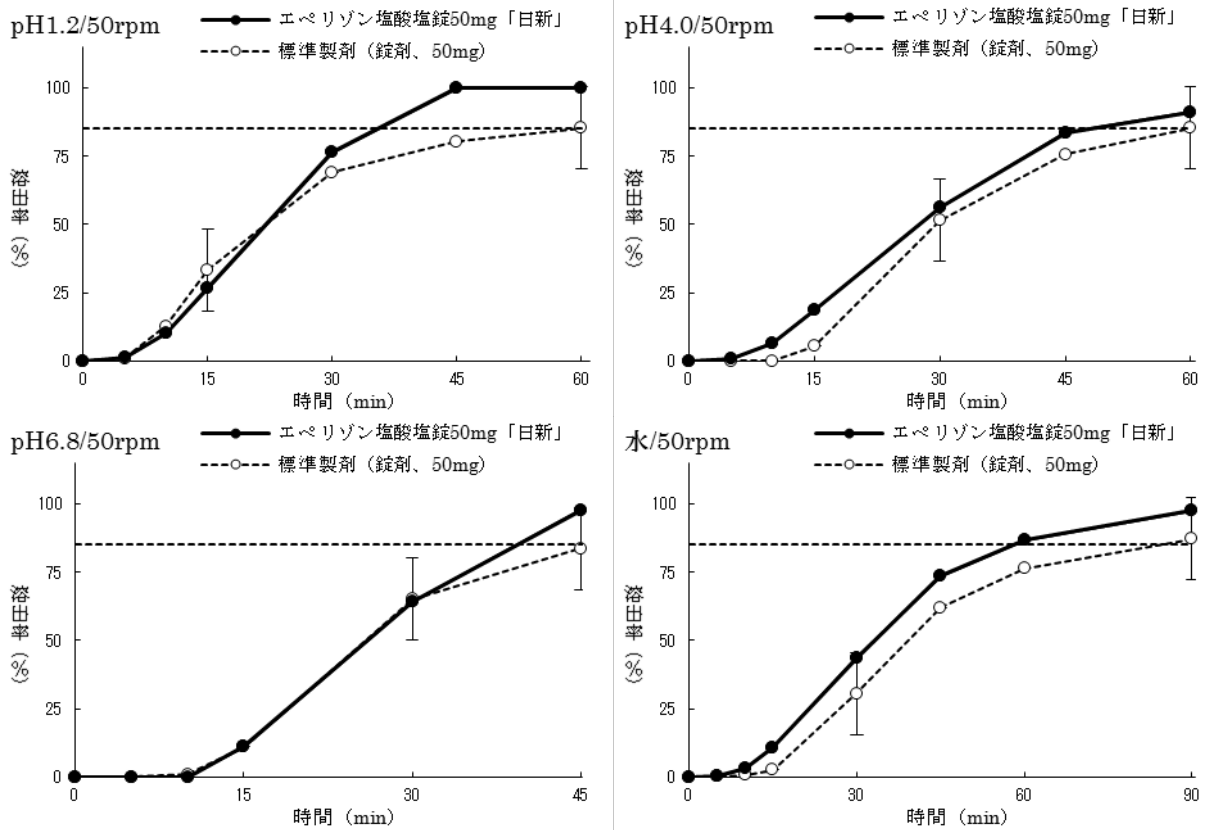 pH1.2/50rpm
エペリゾン塩酸塩錠50mg「日新」
標準製剤（錠剤、50mg）
100
75
50
25
0
溶出率（%）
0 15 30 45 60
時間（min）
pH4.0/50rpm
エペリゾン塩酸塩錠50mg「日新」
標準製剤（錠剤、50mg）
100
75
50
25
0
溶出率（%）
0 15 30 45 60
時間（min）
pH6.8/50rpm
エペリゾン塩酸塩錠50mg「日新」
標準製剤（錠剤、50mg）
100
75
50
25
0
溶出率（%）
0 15 30 45
時間（min）
水/50rpm
エペリゾン塩酸塩錠50mg「日新」
標準製剤（錠剤、50mg）
100
75
50
25
0
溶出率（%）
0 30 60 90
時間（min）